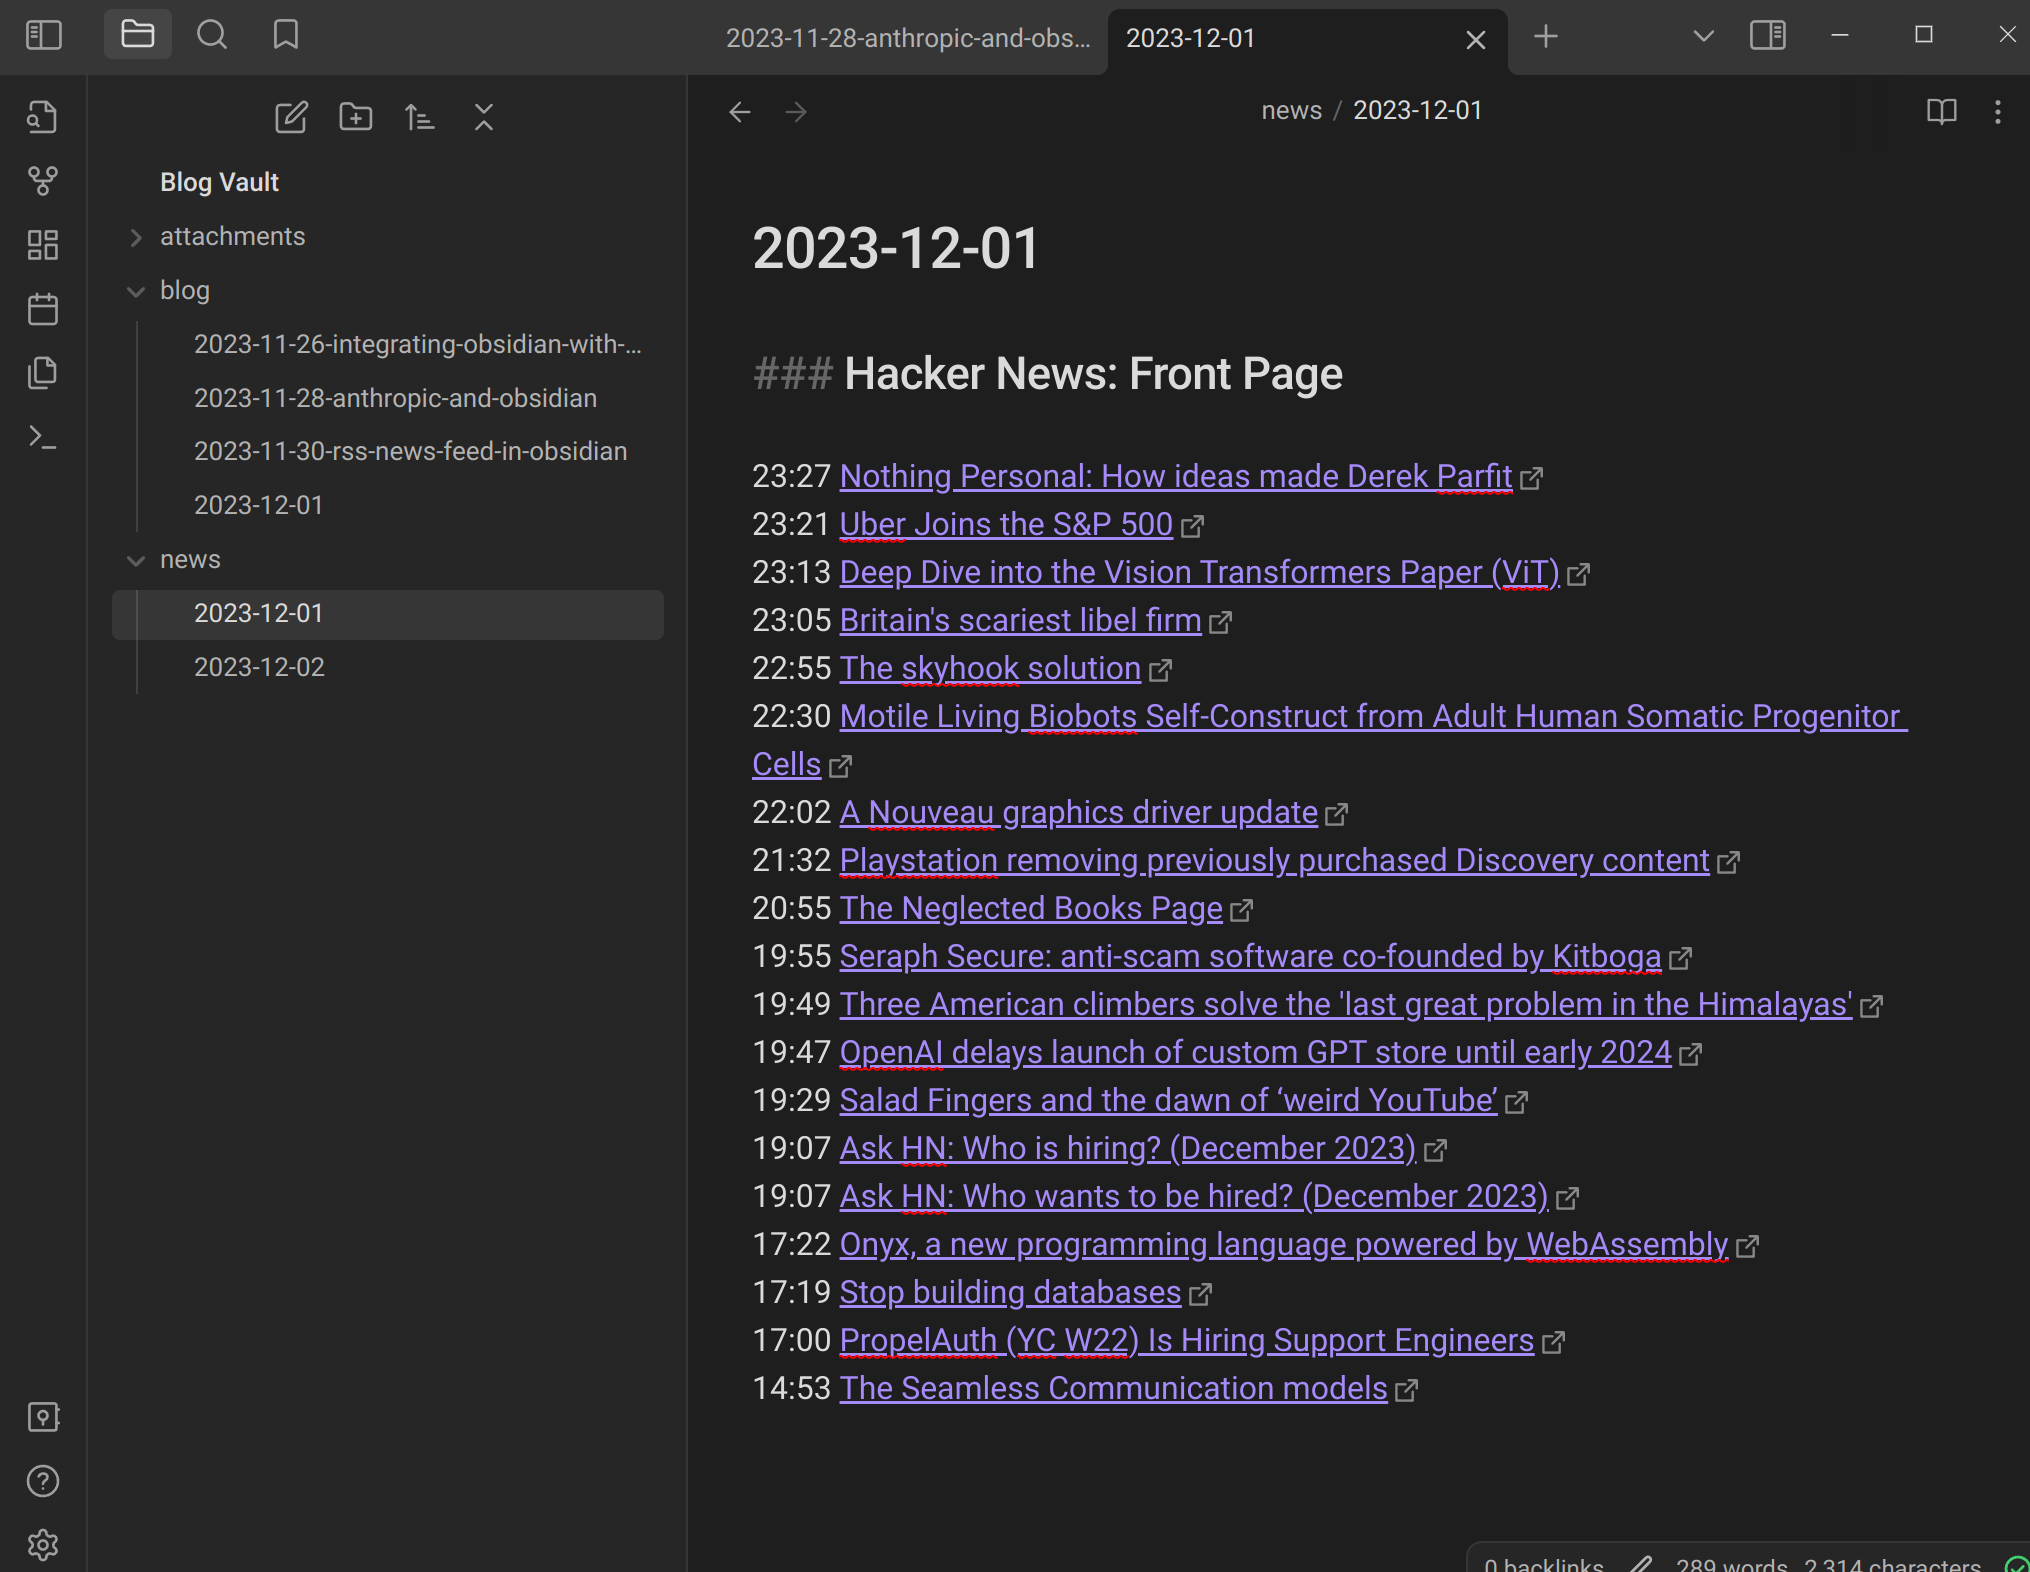 2023-11-28-anthropic-and-obs...
2023-12-01
news / 2023-12-01
Blog Vault
attachments
blog
2023-11-26-integrating-obsidian-with-...
2023-11-28-anthropic-and-obsidian
2023-11-30-rss-news-feed-in-obsidian
2023-12-01
news
2023-12-01
2023-12-02
2023-12-01
### Hacker News: Front Page
23:27 Nothing Personal: How ideas made Derek Parfit
23:21 Uber Joins the S&P 500
23:13 Deep Dive into the Vision Transformers Paper (ViT)
23:05 Britain's scariest libel firm
22:55 The skyhook solution
22:30 Motile Living Biobots Self-Construct from Adult Human Somatic Progenitor
Cells
22:02 A Nouveau graphics driver update
21:32 Playstation removing previously purchased Discovery content
20:55 The Neglected Books Page
19:55 Seraph Secure: anti-scam software co-founded by Kitboga
19:49 Three American climbers solve the 'last great problem in the Himalayas'
19:47 OpenAI delays launch of custom GPT store until early 2024
19:29 Salad Fingers and the dawn of ‘weird YouTube’
19:07 Ask HN: Who is hiring? (December 2023)
19:07 Ask HN: Who wants to be hired? (December 2023)
17:22 Onyx, a new programming language powered by WebAssembly
17:19 Stop building databases
17:00 PropelAuth (YC W22) Is Hiring Support Engineers
14:53 The Seamless Communication models
0 backlinks 289 words 2,314 characters